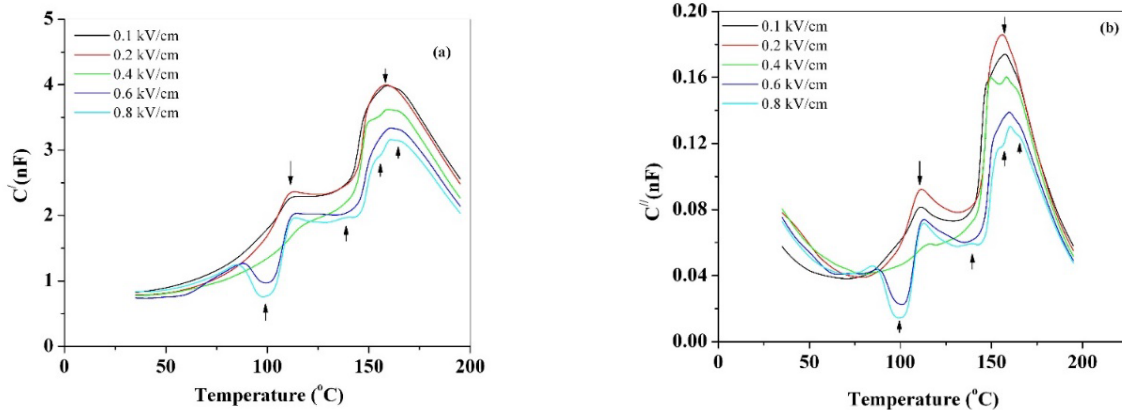 (a)
0.1 kV/cm
0.2 kV/cm
0.4 kV/cm
0.6 kV/cm
0.8 kV/cm
5
4
3
2
1
0
C/(nF)
0 50 100 150 200
Temperature (oC)
(b)
0.1 kV/cm
0.2 kV/cm
0.4 kV/cm
0.6 kV/cm
0.8 kV/cm
0.20
0.16
0.12
0.08
0.04
0.00
C//(nF)
0 50 100 150 200
Temperature (oC)